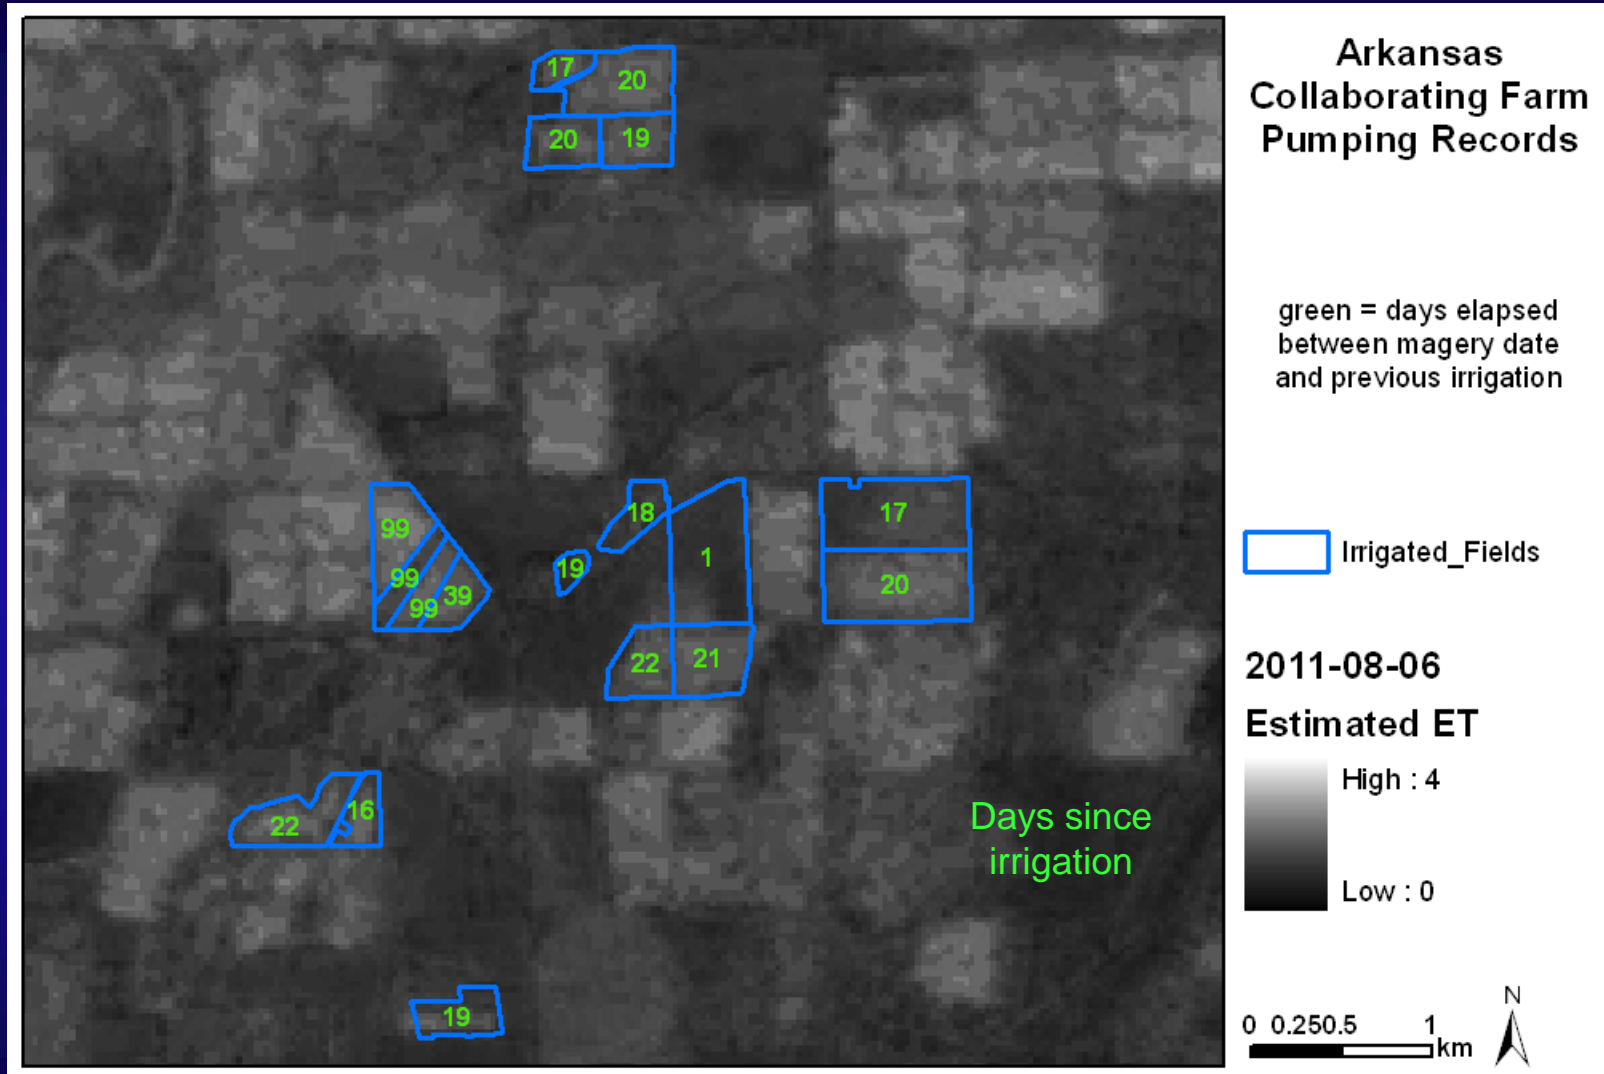 Arkansas
Collaborating Farm
Pumping Records
green = days elapsed
between magery date
and previous irrigation
Irrigated_Fields
2011-08-06
Estimated ET
High : 4
Low : 0
0 0.250.5 1
km
N
17
20
20
19
18
19
1
17
20
99
99
99
39
22
21
22
16
19
Days since
irrigation